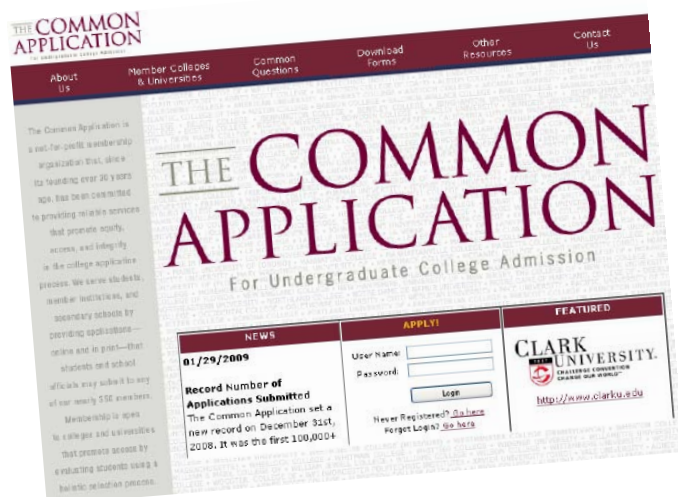 THE COMMON
APPLICATION
For Undergraduate College Admission
About
Us
Member Colleges
& Universities
Common
Questions
Download
Forms
Other
Resources
Contact
Us
The Common Application is
a not-for-profit membership
organization that, since
its founding over 30 years
ago, has been committed
to providing reliable services
that promote equity,
access, and integrity
in the college application
process. We serve students,
member institutions, and
secondary schools by
providing applications—
online and in print—that
students and school
officials may submit to any
of our nearly 350 members.
Membership is open
to colleges and universities
that promote access by
evaluating students using a
holistic selection process.
THE COMMON
APPLICATION
For Undergraduate College Admission
NEWS
01/29/2009
Record Number of
Applications Submitted
The Common Application set a
new record on December 31st,
2008. It was the first 100,000+
APPLY!
User Name:
Password:
Login
Never Registered? Go here
Forgot Login? Go here
FEATURED
CLARK
UNIVERSITY
CHALLENGE CONVENTION
CHANGE OUR WORLD™
http://www.clarku.edu